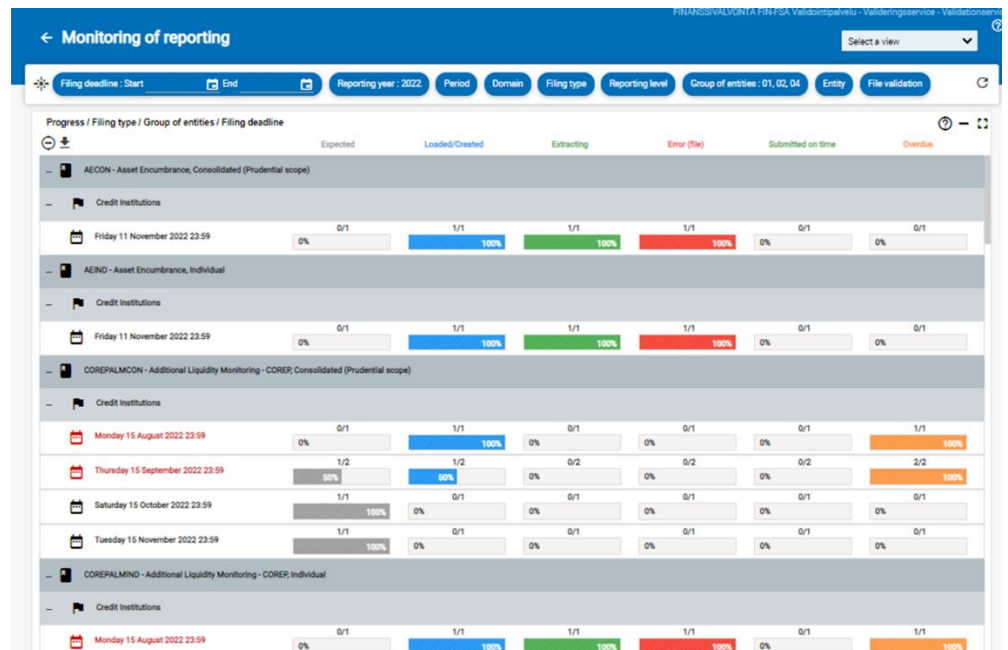 FINANSSIVALVONTA FIN-FSA Validointipalvelu - Valideringsservice - Validationservi
Monitoring of reporting
Select a view
Filing deadline : Start End Reporting year : 2022 Period Domain Filing type Reporting level Group of entities : 01, 02, 04 Entity File validation
Progress / Filing type / Group of entities / Filing deadline
Expected Loaded/Created Extracting Error (file) Submitted on time Overdue
AECON - Asset Encumbrance, Consolidated (Prudential scope)
Credit Institutions
0/1 1/1 1/1 1/1 0/1 0/1
Friday 11 November 2022 23:59
0% 100% 100% 100% 0% 0%
AEIND - Asset Encumbrance, Individual
Credit Institutions
0/1 1/1 1/1 1/1 0/1 0/1
Friday 11 November 2022 23:59
0% 100% 100% 100% 0% 0%
COREPALMCON - Additional Liquidity Monitoring - COREP, Consolidated (Prudential scope)
Credit Institutions
0/1 1/1 0/1 0/1 0/1 1/1
Monday 15 August 2022 23:59
0% 100% 0% 0% 0% 100%
1/2 1/2 0/2 0/2 0/2 2/2
Thursday 15 September 2022 23:59
50% 50% 0% 0% 0% 100%
1/1 0/1 0/1 0/1 0/1 0/1
Saturday 15 October 2022 23:59
100% 0% 0% 0% 0% 0%
1/1 0/1 0/1 0/1 0/1 0/1
Tuesday 15 November 2022 23:59
100% 0% 0% 0% 0% 0%
COREPALMIND - Additional Liquidity Monitoring - COREP, Individual
Credit Institutions
0/1 1/1 1/1 1/1 0/1 1/1
Monday 15 August 2022 23:59
0% 100% 100% 100% 0% 100%